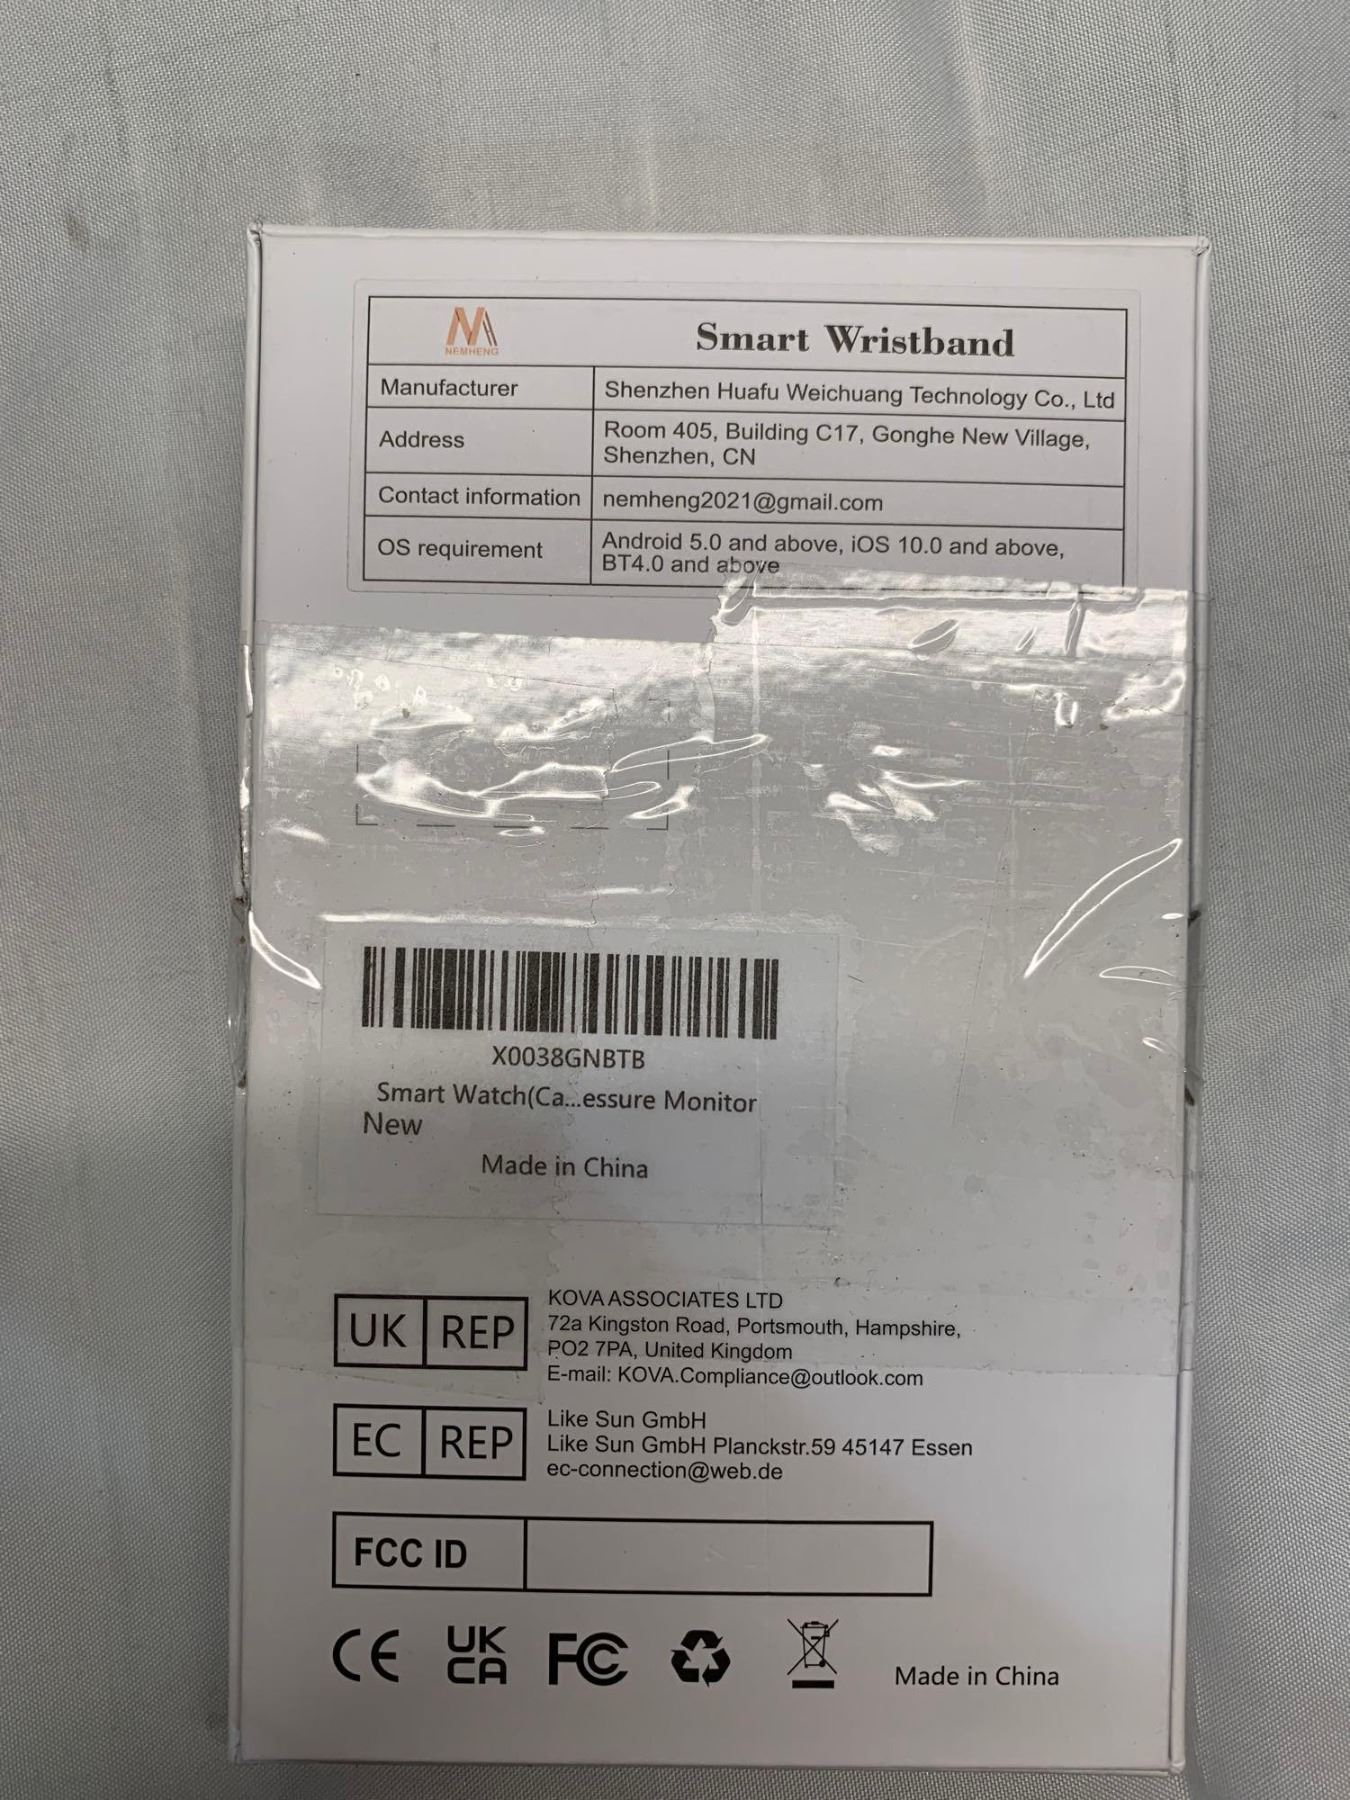 NEMHENG
Smart Wristband
Manufacturer
Shenzhen Huafu Weichuang Technology Co., Ltd
Address
Room 405, Building C17, Gonghe New Village,
Shenzhen, CN
Contact information
nemheng2021@gmail.com
OS requirement
Android 5.0 and above, iOS 10.0 and above,
BT4.0 and above
X0038GNBTB
Smart Watch(Ca...essure Monitor
New
Made in China
UK REP
KOVA ASSOCIATES LTD
72a Kingston Road, Portsmouth, Hampshire,
PO2 7PA, United Kingdom
E-mail: KOVA.Compliance@outlook.com
EC REP
Like Sun GmbH
Like Sun GmbH Planckstr.59 45147 Essen
ec-connection@web.de
FCC ID
CE UK CA FC Made in China